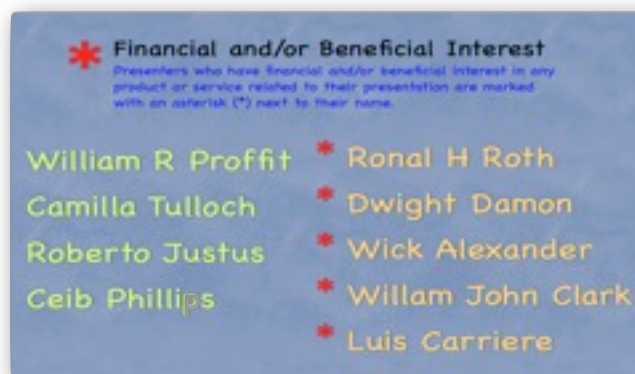 * Financial and/or Beneficial Interest
Presenters who have financial and/or beneficial interest in any
product or service related to their presentation are marked
with an asterisk (*) next to their name.
William R Proffit
Camilla Tulloch
Roberto Justus
Ceib Phillips
* Ronal H Roth
* Dwight Damon
* Wick Alexander
* Willam John Clark
* Luis Carriere